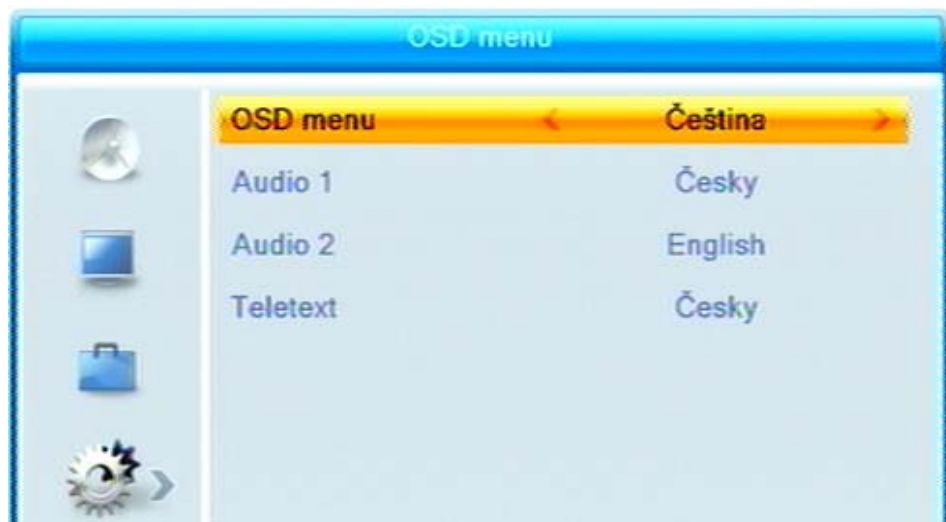 OSD menu
OSD menu < Čeština >
Audio 1 Česky
Audio 2 English
Teletext Česky